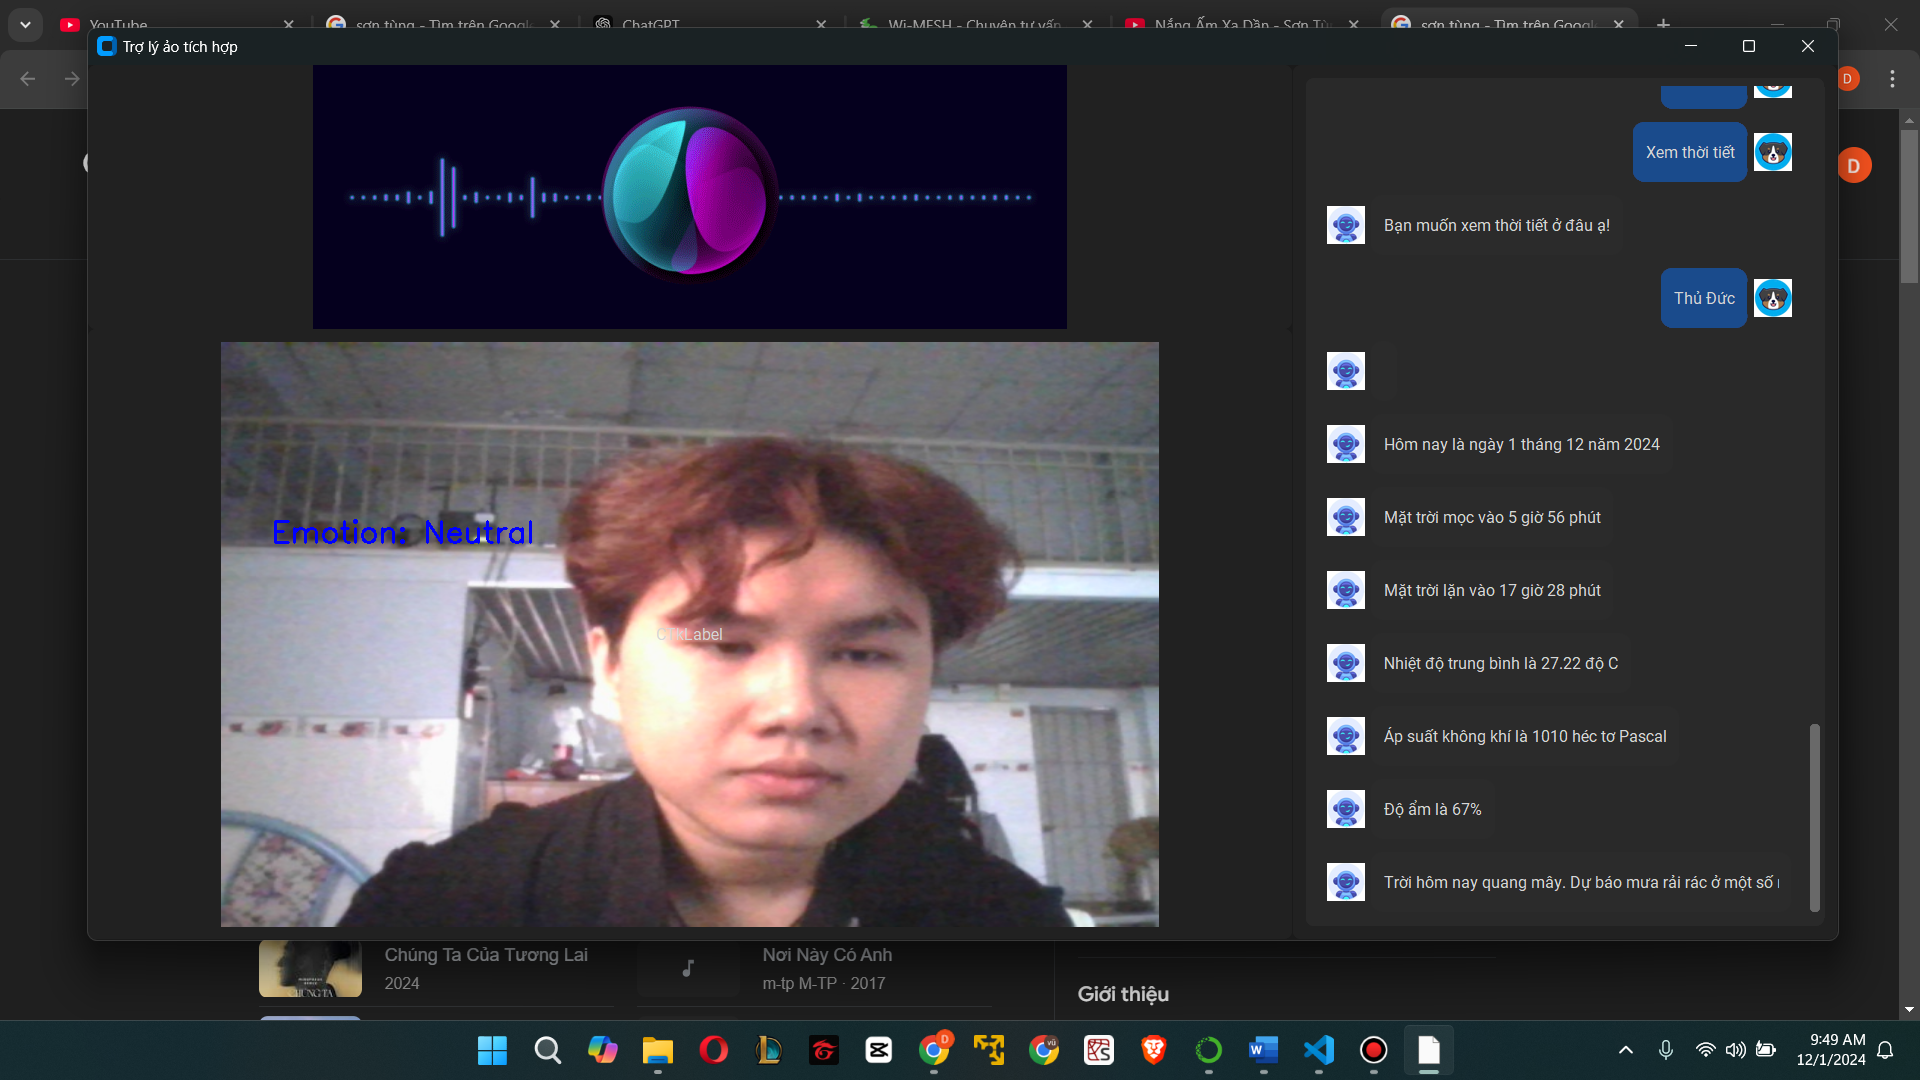 YouTube
sơn tùng - Tìm trên Google
ChatGPT
Wi-MESH - Chuyên tư vấn
Nắng Ấm Xa Dần - Sơn Tù
sơn tùng - Tìm trên Google
Trợ lý ảo tích hợp
D
D
Xem thời tiết
Bạn muốn xem thời tiết ở đâu ạ!
Thủ Đức
Hôm nay là ngày 1 tháng 12 năm 2024
Mặt trời mọc vào 5 giờ 56 phút
Mặt trời lặn vào 17 giờ 28 phút
Nhiệt độ trung bình là 27.22 độ C
Áp suất không khí là 1010 héc tơ Pascal
Độ ẩm là 67%
Trời hôm nay quang mây. Dự báo mưa rải rác ở một số
Emotion: Neutral
CTkLabel
Chúng Ta Của Tương Lai
2024
Nơi Này Có Anh
m-tp M-TP · 2017
Giới thiệu
9:49 AM
12/1/2024